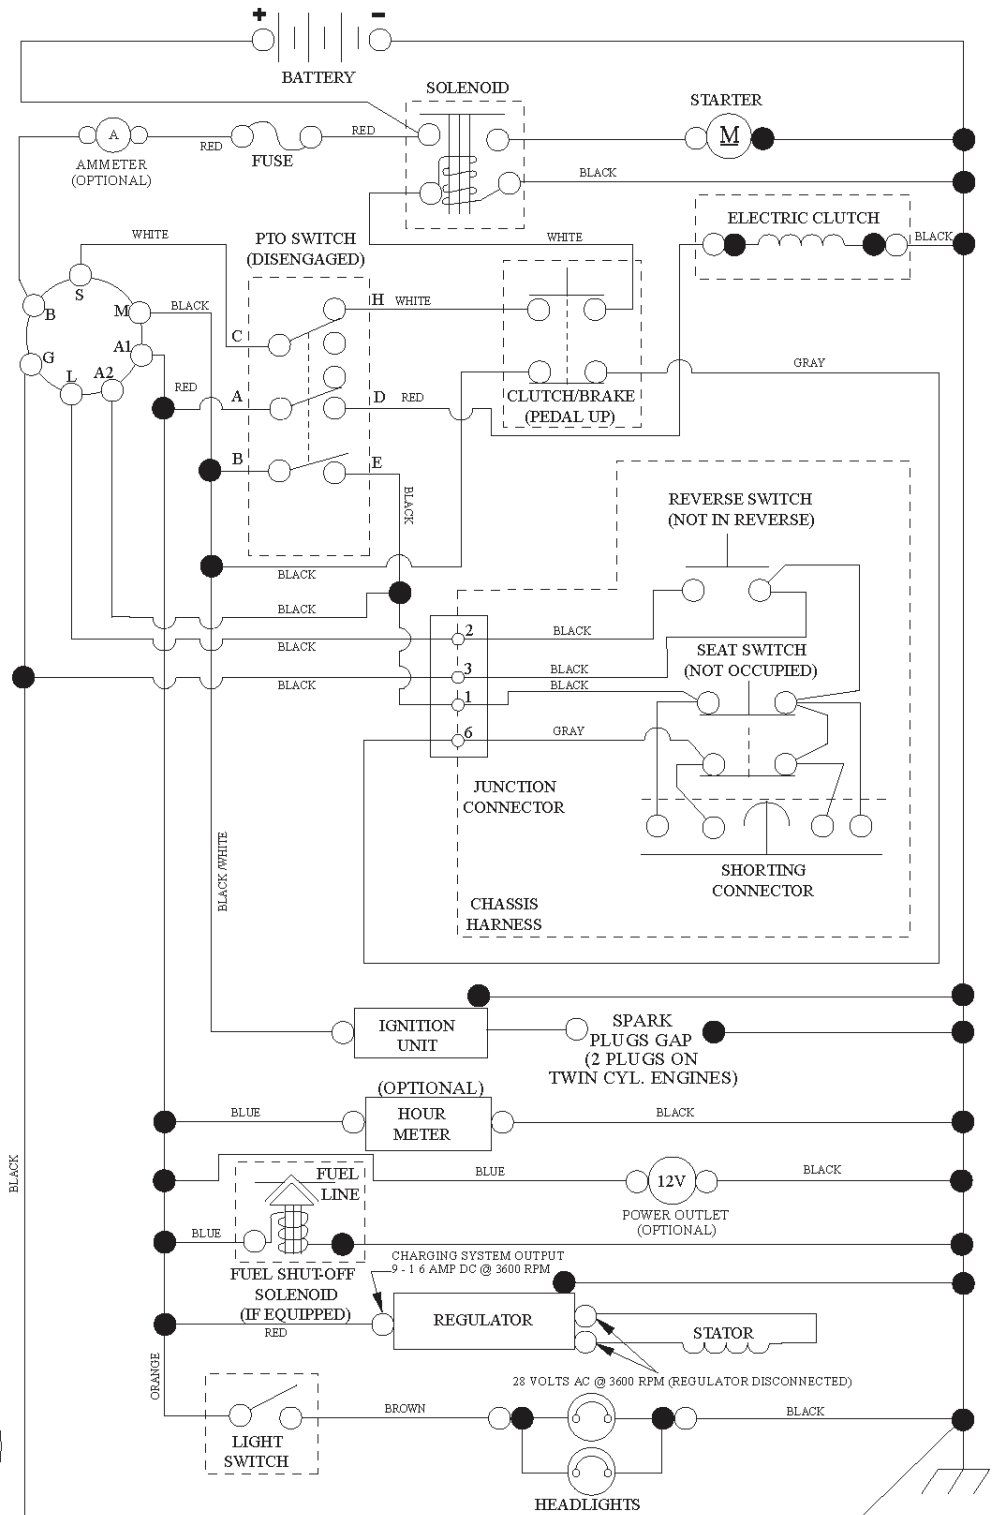 + -
BATTERY
SOLENOID
STARTER
M
A
RED
FUSE
RED
AMMETER
(OPTIONAL)
BLACK
ELECTRIC CLUTCH
BLACK
WHITE
PTO SWITCH
(DISENGAGED)
WHITE
S
B
M
BLACK
H
WHITE
C
G
A1
L
A2
RED
A
D
RED
CLUTCH/BRAKE
(PEDAL UP)
GRAY
B
E
BLACK
REVERSE SWITCH
(NOT IN REVERSE)
BLACK
BLACK
BLACK
2
BLACK
SEAT SWITCH
(NOT OCCUPIED)
BLACK
3
BLACK
BLACK
1
6
GRAY
JUNCTION
CONNECTOR
BLACK/WHITE
SHORTING
CONNECTOR
CHASSIS
HARNESS
IGNITION
UNIT
SPARK
PLUGS GAP
(2 PLUGS ON
TWIN CYL. ENGINES)
(OPTIONAL)
BLUE
HOUR
METER
BLACK
BLACK
FUEL
LINE
BLUE
12V
BLACK
POWER OUTLET
(OPTIONAL)
BLUE
CHARGING SYSTEM OUTPUT
9 - 1 6 AMP DC @ 3600 RPM
FUEL SHUT-OFF
SOLENOID
(IF EQUIPPED)
RED
REGULATOR
STATOR
ORANGE
28 VOLTS AC @ 3600 RPM (REGULATOR DISCONNECTED)
BROWN
BLACK
LIGHT
SWITCH
HEADLIGHTS